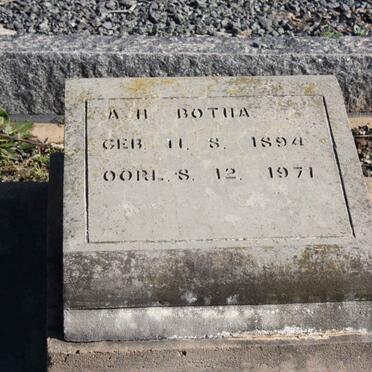 A. H. BOTHA
GEB. 11. 8. 1894
OORL. 8. 12. 1971